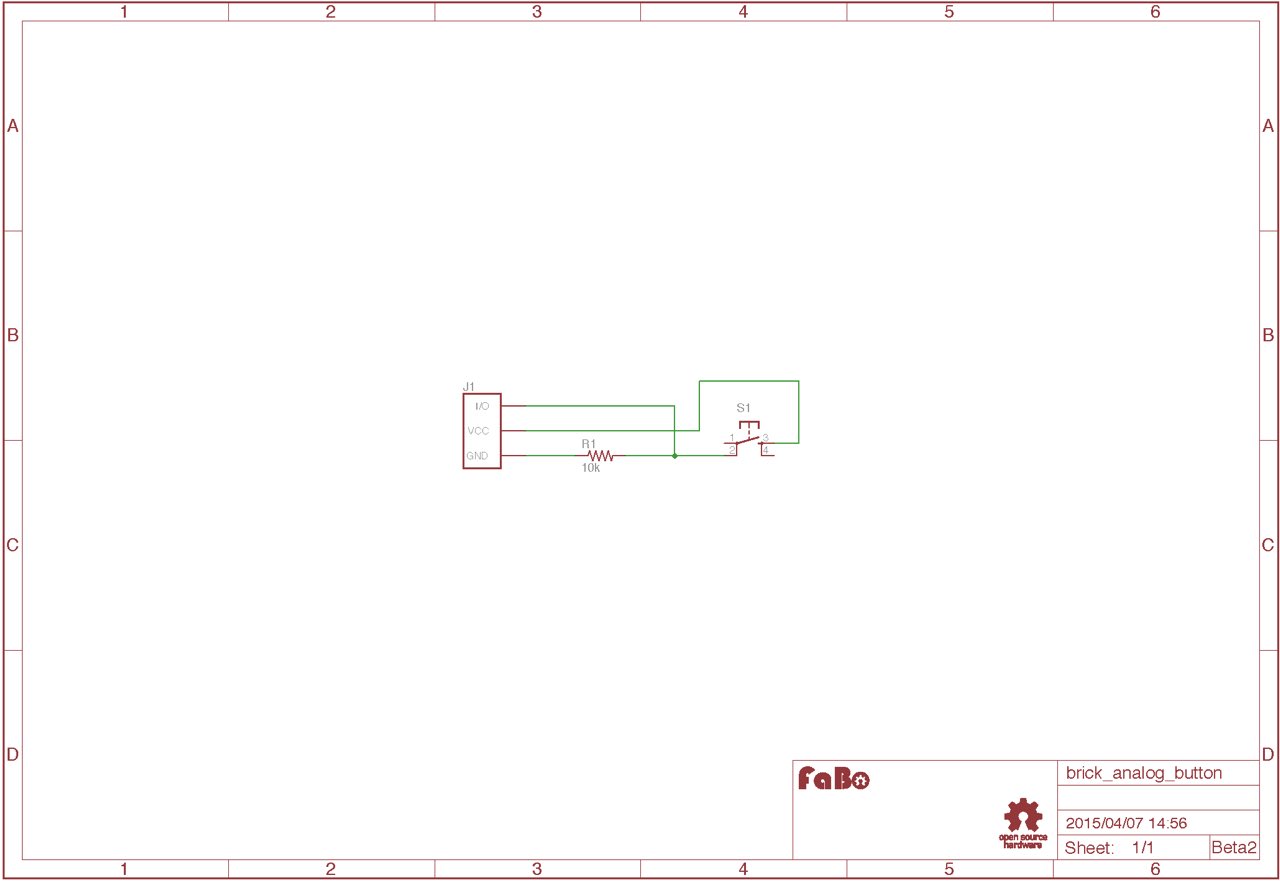 1 2 3 4 5 6
A A
B B
J1
I/O
S1
VCC
1 3
R1
2 4
GND
10k
C C
D D
FaBo
brick_analog_button
2015/04/07 14:56
open source
hardware
Sheet: 1/1 Beta2
1 2 3 4 5 6